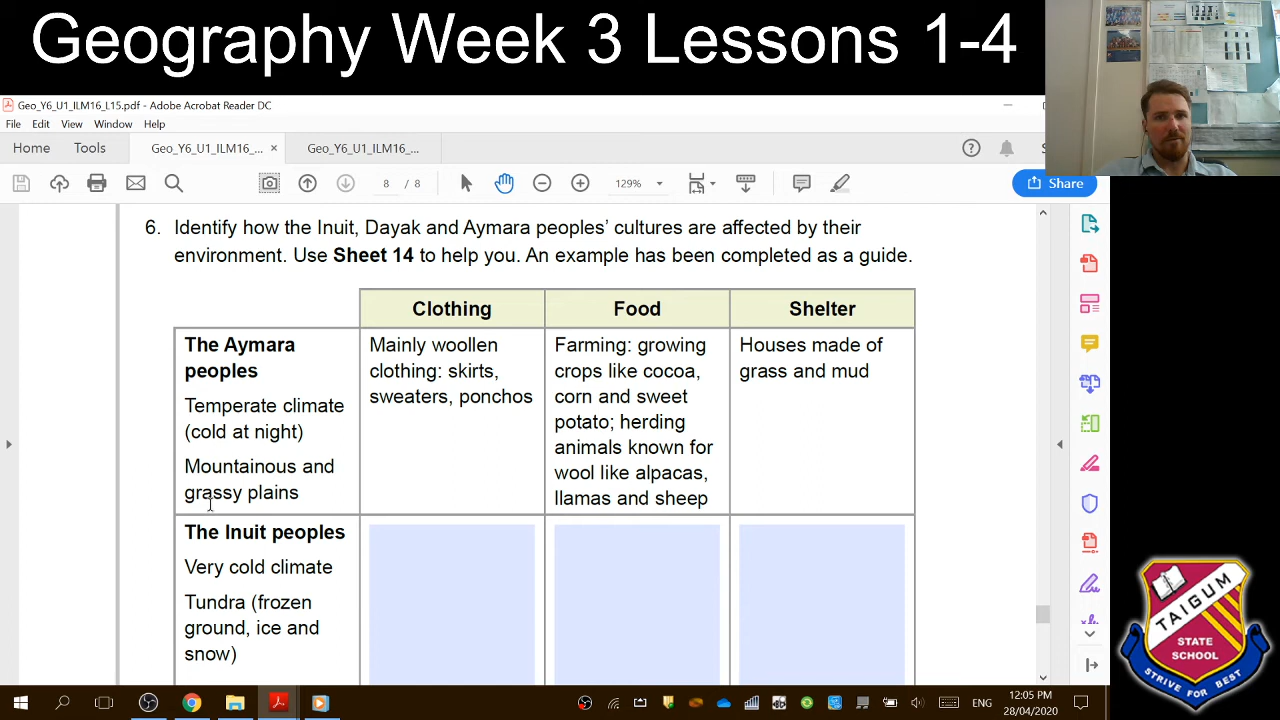 Geography Week 3 Lessons 1-4
Geo_Y6_U1_ILM16_L15.pdf - Adobe Acrobat Reader DC
File Edit View Window Help
Home Tools Geo_Y6_U1_ILM16_L... × Geo_Y6_U1_ILM16_L...
8 / 8 129% Share
6. Identify how the Inuit, Dayak and Aymara peoples' cultures are affected by their
environment. Use Sheet 14 to help you. An example has been completed as a guide.
Clothing Food Shelter
The Aymara
peoples
Temperate climate
(cold at night)
Mountainous and
grassy plains
Mainly woollen
clothing: skirts,
sweaters, ponchos
Farming: growing
crops like cocoa,
corn and sweet
potato; herding
animals known for
wool like alpacas,
llamas and sheep
Houses made of
grass and mud
The Inuit peoples
Very cold climate
Tundra (frozen
ground, ice and
snow)
TAIGUM
STATE
SCHOOL
STRIVE FOR BEST
ENG
12:05 PM
28/04/2020